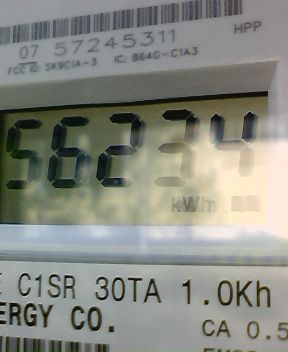 07 57245311
HPP
FCC ID: SK9C1A-3 IC: 864G-C1A3
56234
kWh
C1SR 30TA 1.0Kh
ERGY CO.
CA 0.5